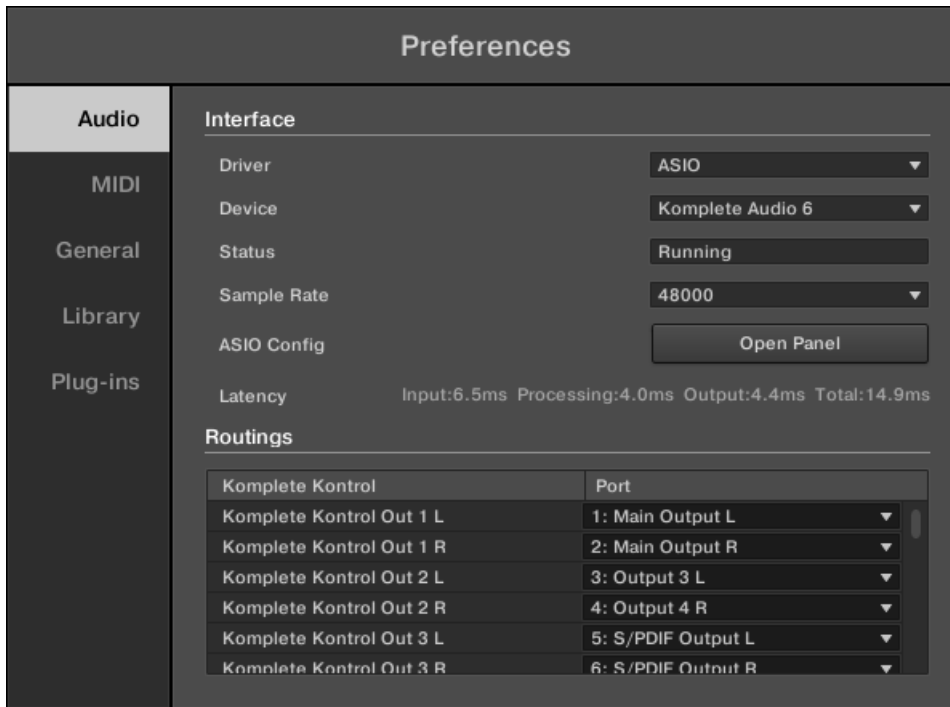 Preferences
Audio
MIDI
General
Library
Plug-ins
Interface
Driver ASIO
Device Komplete Audio 6
Status Running
Sample Rate 48000
ASIO Config Open Panel
Latency Input:6.5ms Processing:4.0ms Output:4.4ms Total:14.9ms
Routings
Komplete Kontrol Port
Komplete Kontrol Out 1 L 1: Main Output L
Komplete Kontrol Out 1 R 2: Main Output R
Komplete Kontrol Out 2 L 3: Output 3 L
Komplete Kontrol Out 2 R 4: Output 4 R
Komplete Kontrol Out 3 L 5: S/PDIF Output L
Komplete Kontrol Out 3 R 6: S/PDIF Output R